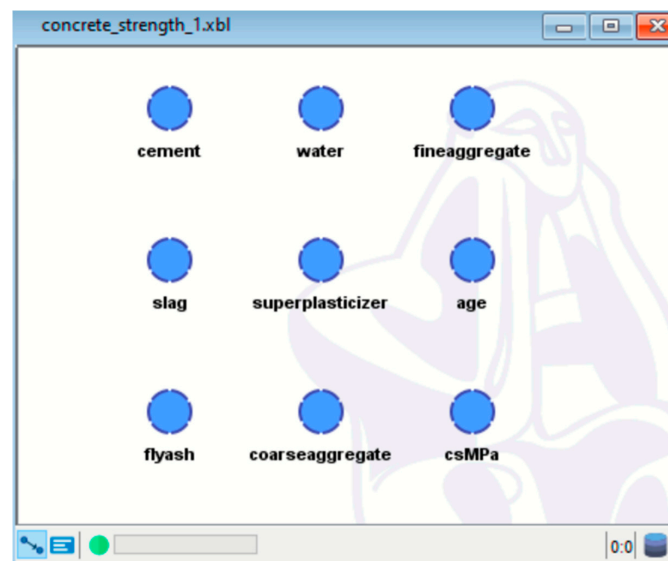 concrete_strength_1.xbl
cement water fineaggregate
slag superplasticizer age
flyash coarseaggregate csMPa
0:0